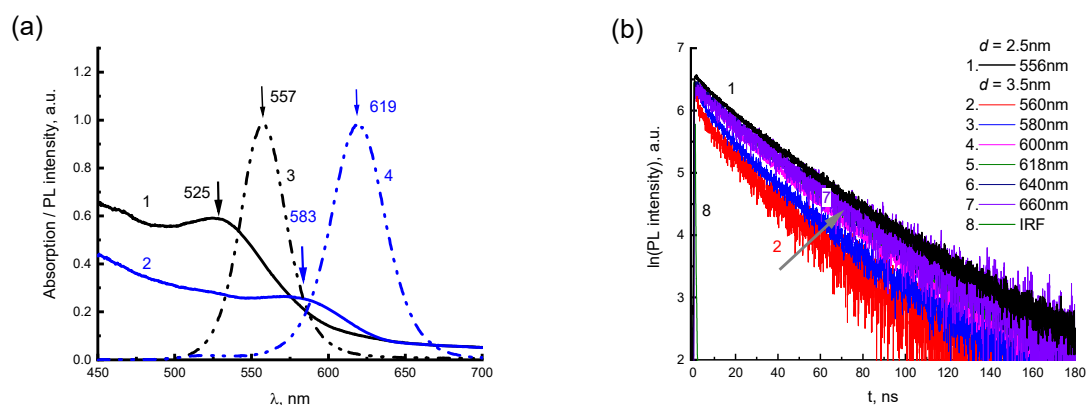 (a)
Absorption / PL intensity, a.u.
1.2
1.0
0.8
0.6
0.4
0.2
0.0
450 500 550 600 650 700
λ, nm
557
619
525
583
1
2
3
4
(b)
ln(PL intensity), a.u.
7
6
5
4
3
2
0 20 40 60 80 100 120 140 160 180
t, ns
1
7
8
2
d = 2.5nm
1. 556nm
d = 3.5nm
2. 560nm
3. 580nm
4. 600nm
5. 618nm
6. 640nm
7. 660nm
8. IRF